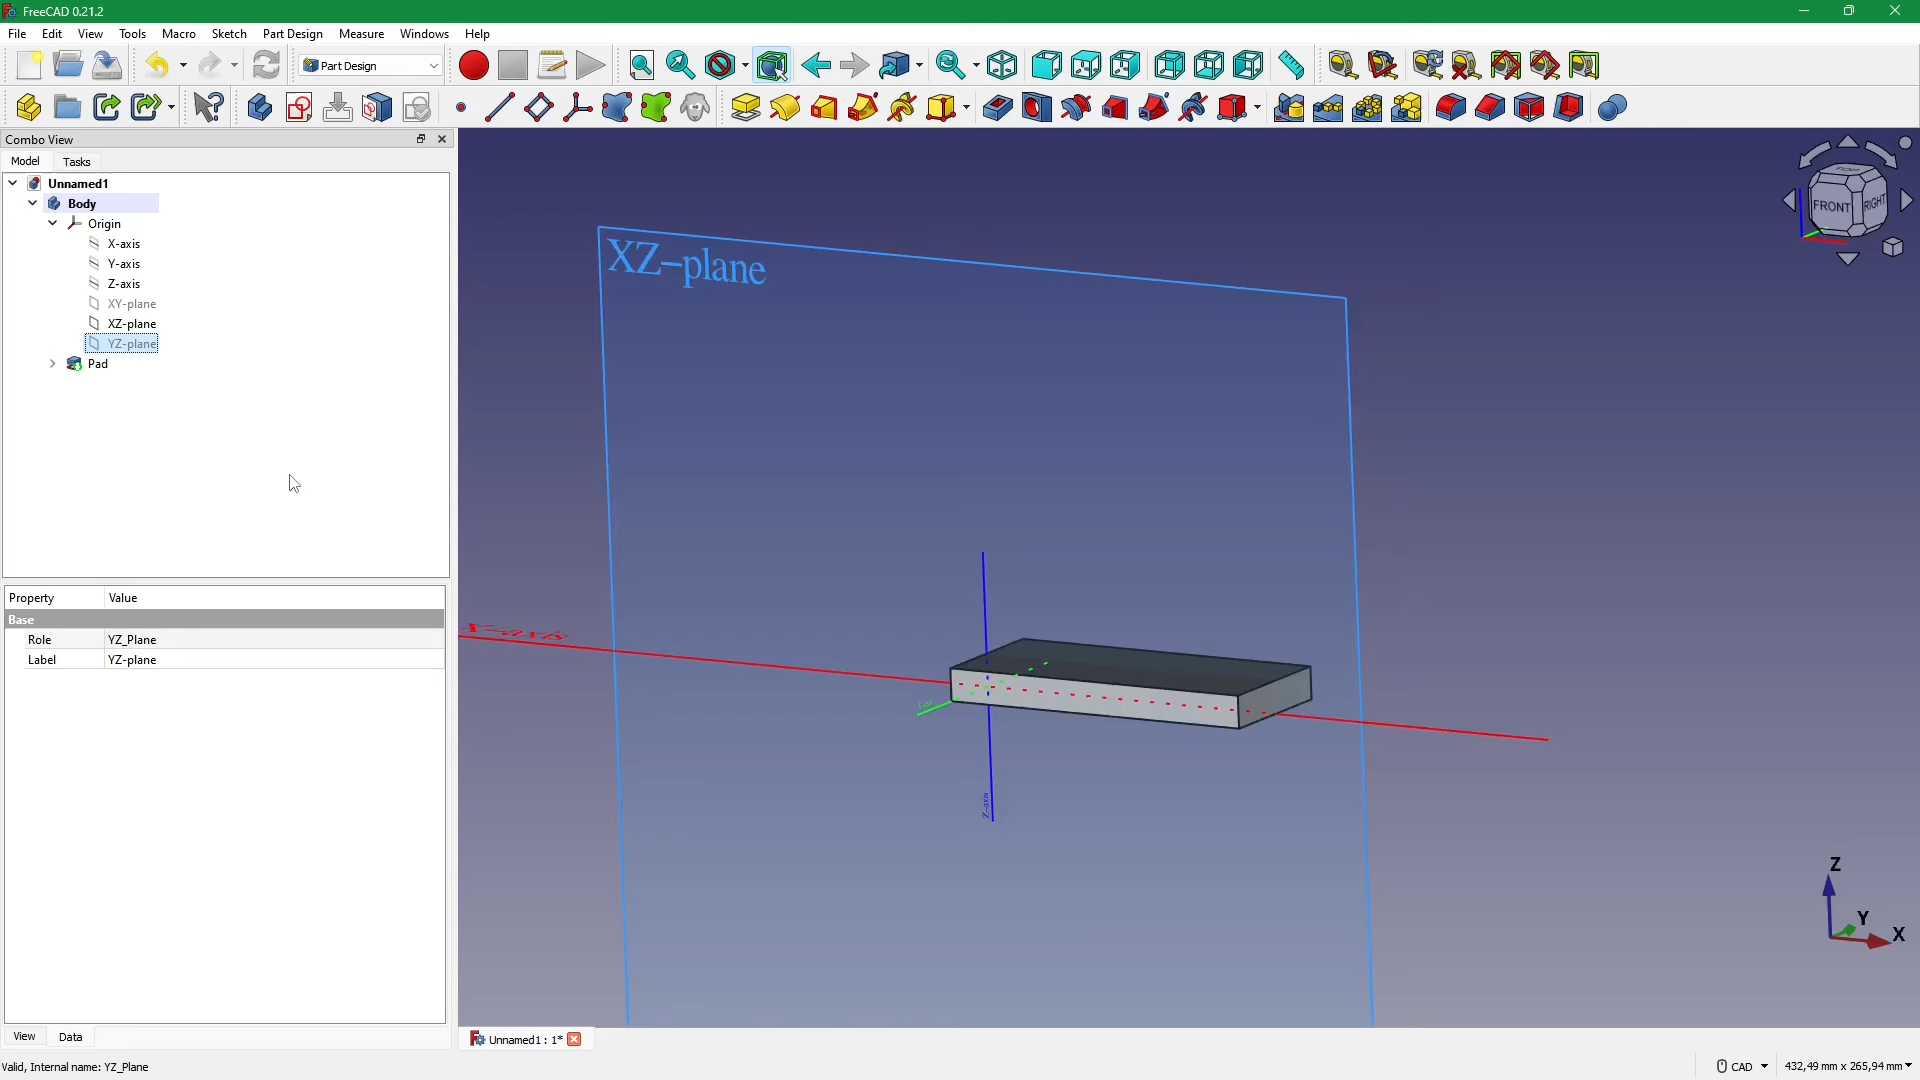 FreeCAD 0.21.2
File Edit View Tools Macro Sketch Part Design Measure Windows Help
Part Design
Combo View
Model Tasks
Unnamed1
Body
Origin
X-axis
Y-axis
Z-axis
XY-plane
XZ-plane
YZ-plane
Pad
Property Value
Base
Role YZ_Plane
Label YZ-plane
View Data
XZ-plane
X-axis
Z-axis
TOP
FRONT RIGHT
Z
Y
X
Unnamed1 : 1*
Valid, Internal name: YZ_Plane
CAD 432,49 mm x 265,94 mm